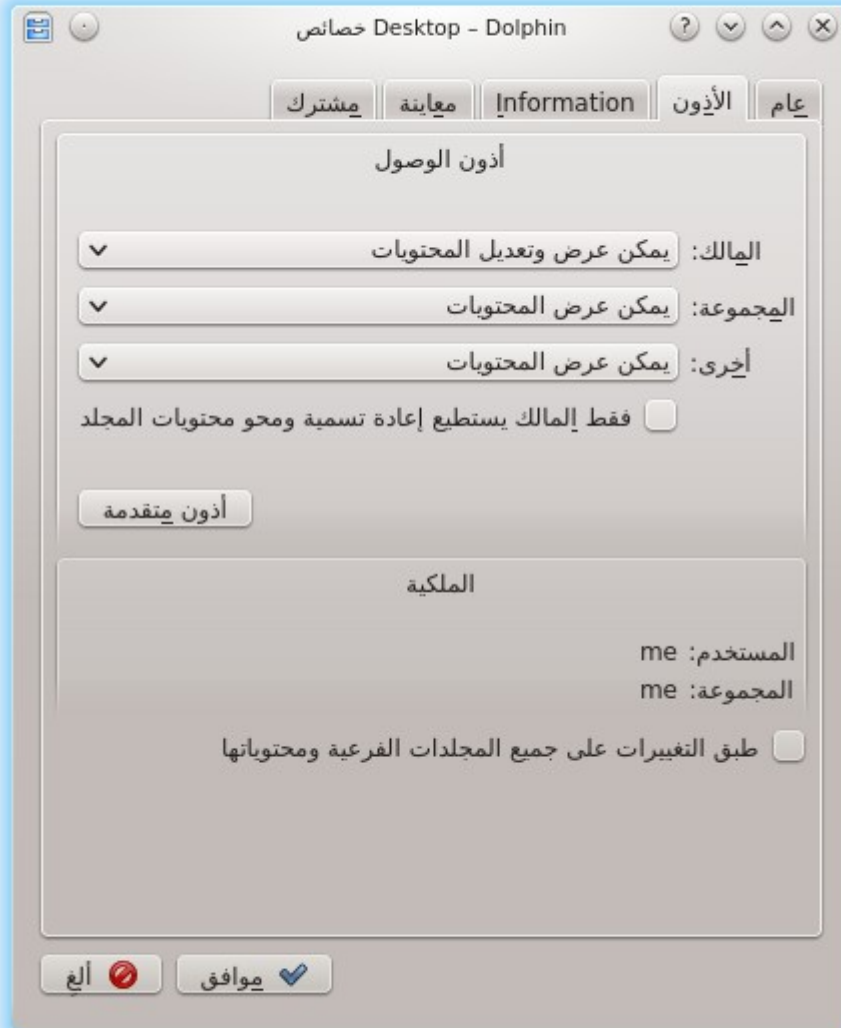 خصائص Desktop – Dolphin
عام الأذون Information معاينة مشترك
أذون الوصول
المالك: يمكن عرض وتعديل المحتويات
المجموعة: يمكن عرض المحتويات
أخرى: يمكن عرض المحتويات
فقط المالك يستطيع إعادة تسمية ومحو محتويات المجلد
أذون متقدمة
الملكية
المستخدم: me
المجموعة: me
طبق التغييرات على جميع المجلدات الفرعية ومحتوياتها
موافق ألغِ